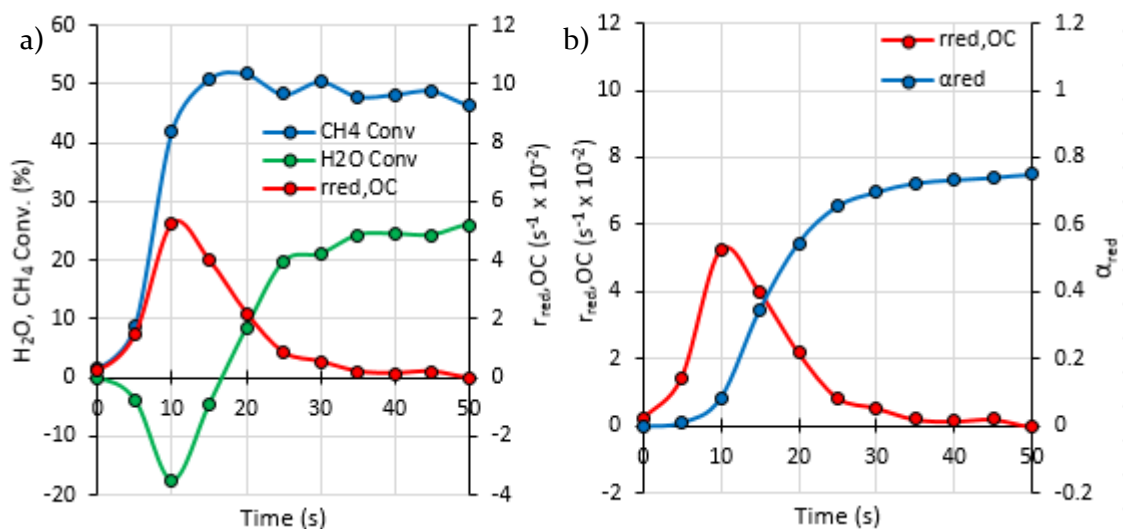 a)
60
50
40
30
20
10
0
-10
-20
H₂O, CH₄ Conv. (%)
12
10
8
6
4
2
0
-2
-4
r_red,OC (s⁻¹ x 10⁻²)
CH4 Conv
H2O Conv
rred,OC
0 10 20 30 40 50
Time (s)
b)
12
10
8
6
4
2
0
-2
r_red,OC (s⁻¹ x 10⁻²)
1.2
1
0.8
0.6
0.4
0.2
0
-0.2
α_red
rred,OC
αred
0 10 20 30 40 50
Time (s)